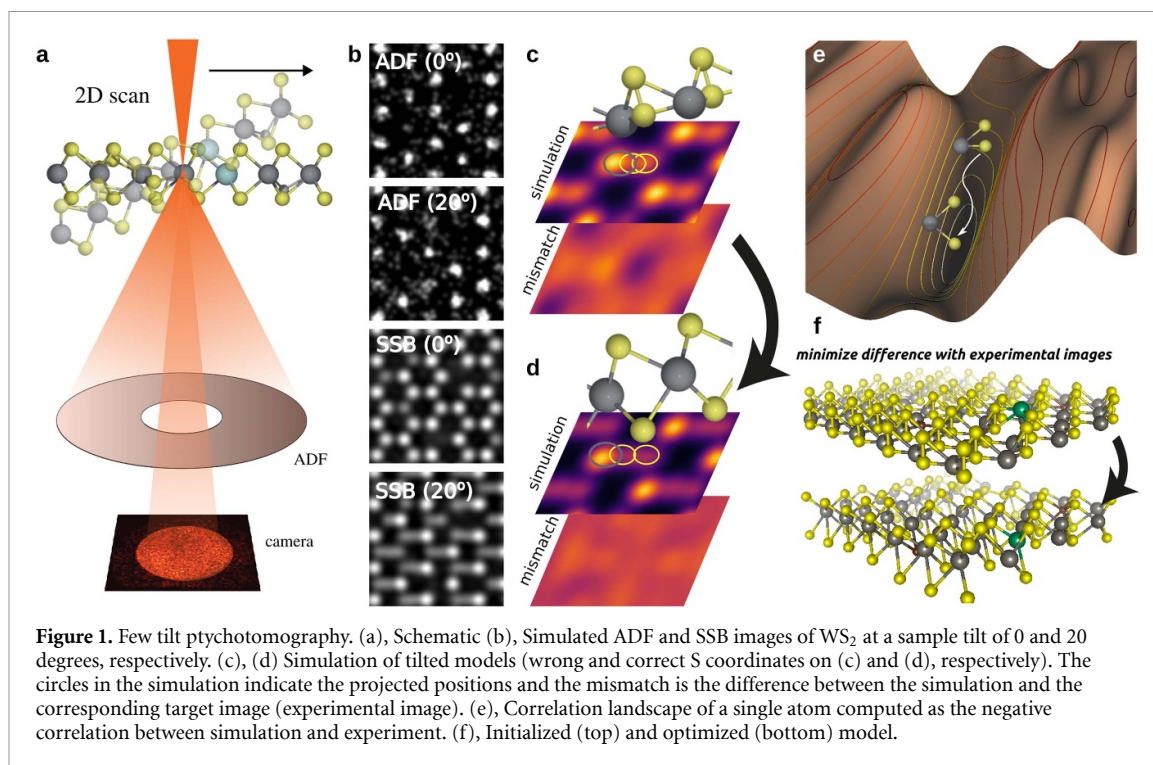 a
2D scan
ADF
camera
b
ADF (0º)
ADF (20º)
SSB (0º)
SSB (20º)
c
simulation
mismatch
d
simulation
mismatch
e
f
minimize difference with experimental images
Figure 1. Few tilt ptychotomography. (a), Schematic (b), Simulated ADF and SSB images of WS₂ at a sample tilt of 0 and 20
degrees, respectively. (c), (d) Simulation of tilted models (wrong and correct S coordinates on (c) and (d), respectively). The
circles in the simulation indicate the projected positions and the mismatch is the difference between the simulation and the
corresponding target image (experimental image). (e), Correlation landscape of a single atom computed as the negative
correlation between simulation and experiment. (f), Initialized (top) and optimized (bottom) model.